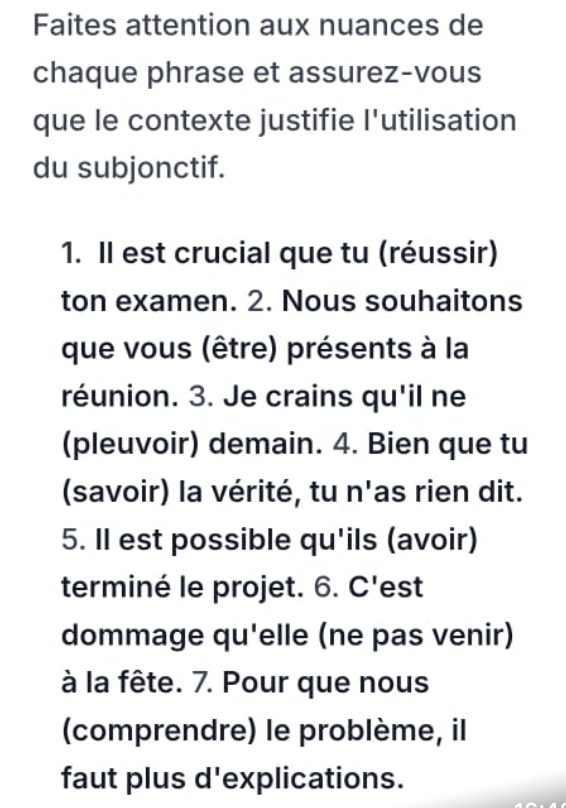 Faites attention aux nuances de
chaque phrase et assurez-vous
que le contexte justifie l'utilisation
du subjonctif.
1. Il est crucial que tu (réussir)
ton examen. 2. Nous souhaitons
que vous (être) présents à la
réunion. 3. Je crains qu'il ne
(pleuvoir) demain. 4. Bien que tu
(savoir) la vérité, tu n'as rien dit.
5. Il est possible qu'ils (avoir)
terminé le projet. 6. C'est
dommage qu'elle (ne pas venir)
à la fête. 7. Pour que nous
(comprendre) le problème, il
faut plus d'explications.